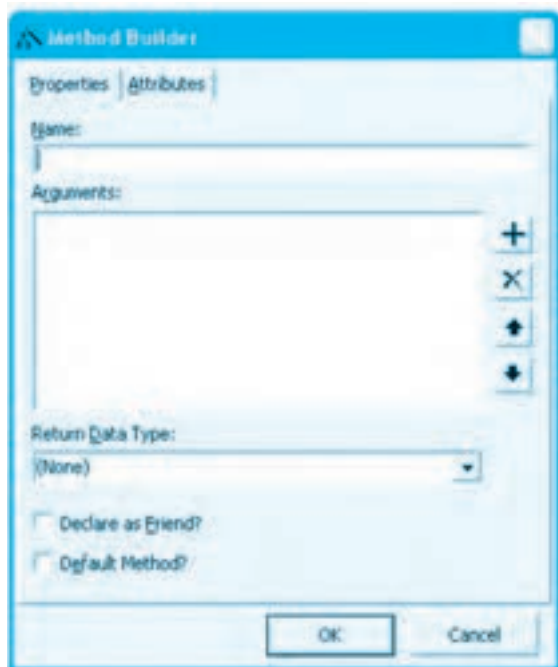 Method Builder
Properties Attributes
Name:
Arguments:
Return Data Type:
(None)
Declare as Friend?
Default Method?
OK Cancel